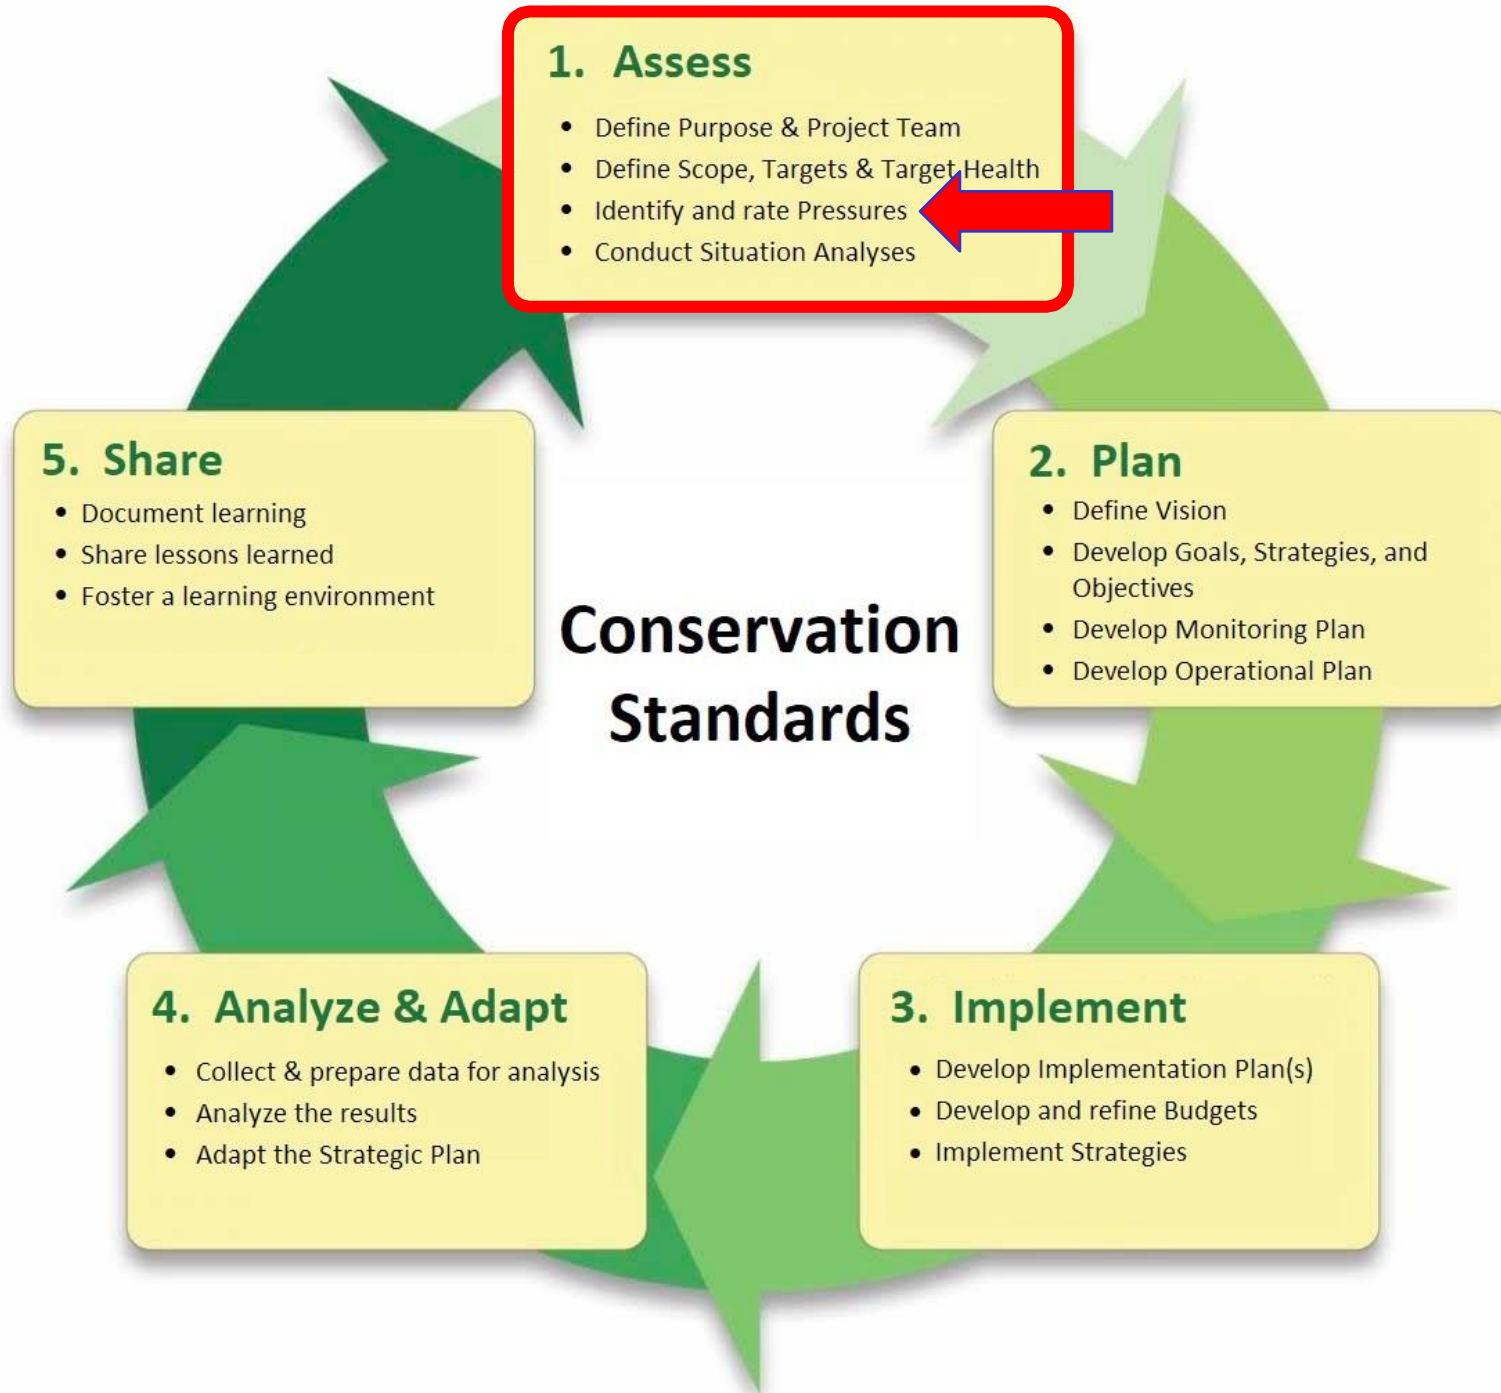 1. Assess
• Define Purpose & Project Team
• Define Scope, Targets & Target Health
• Identify and rate Pressures
• Conduct Situation Analyses
2. Plan
• Define Vision
• Develop Goals, Strategies, and
Objectives
• Develop Monitoring Plan
• Develop Operational Plan
3. Implement
• Develop Implementation Plan(s)
• Develop and refine Budgets
• Implement Strategies
4. Analyze & Adapt
• Collect & prepare data for analysis
• Analyze the results
• Adapt the Strategic Plan
5. Share
• Document learning
• Share lessons learned
• Foster a learning environment
Conservation
Standards